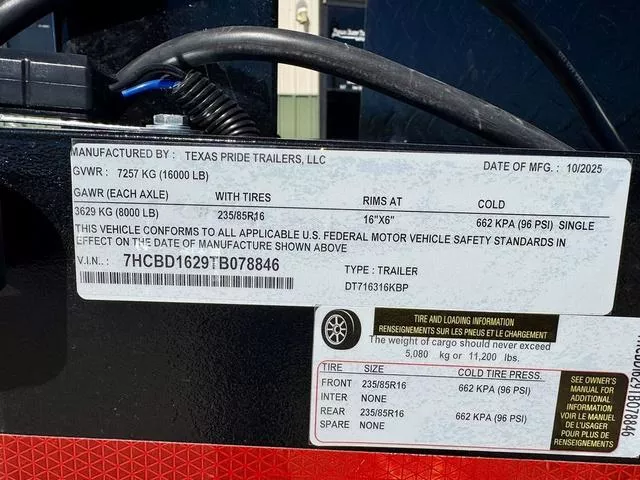 MANUFACTURED BY : TEXAS PRIDE TRAILERS, LLC DATE OF MFG. : 10/2025
GVWR : 7257 KG (16000 LB)
GAWR (EACH AXLE) WITH TIRES RIMS AT COLD
3629 KG (8000 LB) 235/85R16 16"X6" 662 KPA (96 PSI) SINGLE
THIS VEHICLE CONFORMS TO ALL APPLICABLE U.S. FEDERAL MOTOR VEHICLE SAFETY STANDARDS IN
EFFECT ON THE DATE OF MANUFACTURE SHOWN ABOVE
V.I.N.. : 7HCBD1629TB078846 TYPE : TRAILER
DT716316KBP
TIRE AND LOADING INFORMATION
RENSEIGNEMENTS SUR LES PNEUS ET LE CHARGEMENT
The weight of cargo should never exceed
5,080 kg or 11,200 lbs.
TIRE SIZE COLD TIRE PRESS.
FRONT 235/85R16 662 KPA (96 PSI)
INTER NONE
REAR 235/85R16 662 KPA (96 PSI)
SPARE NONE
SEE OWNER'S
MANUAL FOR
ADDITIONAL
INFORMATION
VOIR LE MANUEL
DE L'USAGER
POUR PLUS DE
RENSEIGNEMENTS
7HCBD1629TB078846